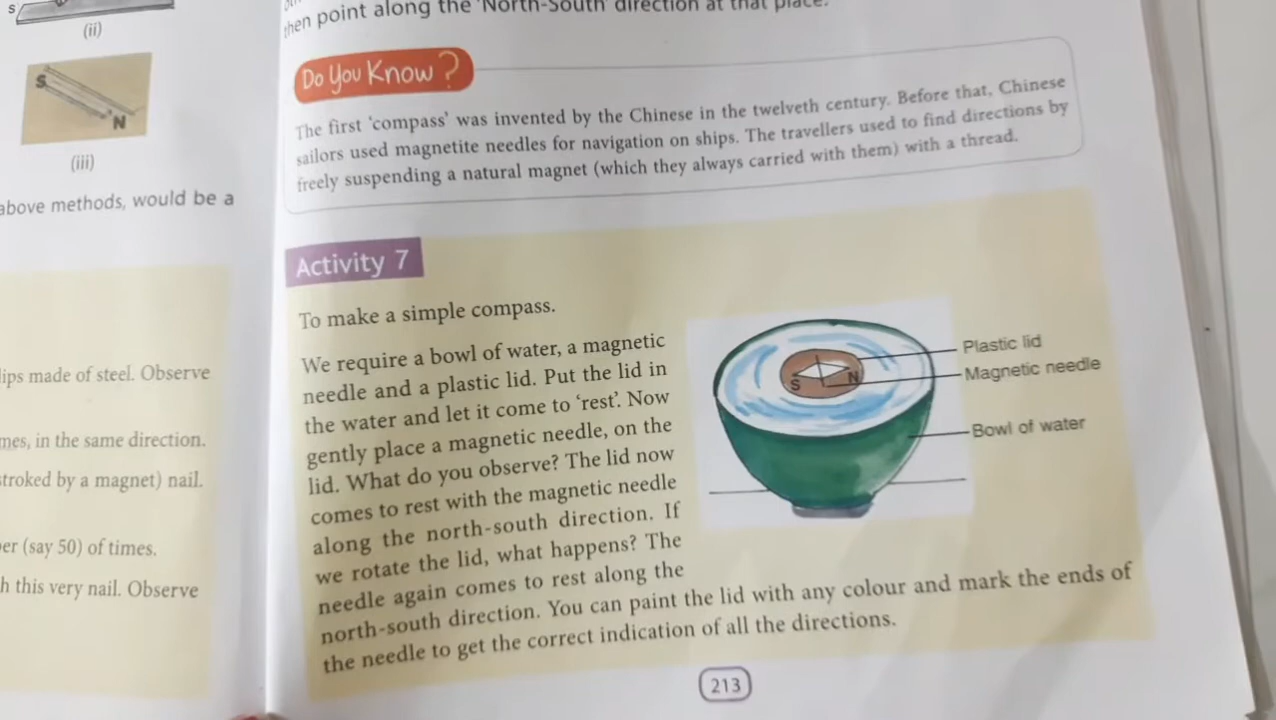 S
(ii)
S
N
(iii)
above methods, would be a
lips made of steel. Observe
mes, in the same direction.
stroked by a magnet) nail.
er (say 50) of times.
h this very nail. Observe
then point along the 'North-South' direction at that place.
Do You Know?
The first 'compass' was invented by the Chinese in the twelveth century. Before that, Chinese
sailors used magnetite needles for navigation on ships. The travellers used to find directions by
freely suspending a natural magnet (which they always carried with them) with a thread.
Activity 7
To make a simple compass.
We require a bowl of water, a magnetic
needle and a plastic lid. Put the lid in
the water and let it come to 'rest'. Now
gently place a magnetic needle, on the
lid. What do you observe? The lid now
comes to rest with the magnetic needle
along the north-south direction. If
we rotate the lid, what happens? The
needle again comes to rest along the
north-south direction. You can paint the lid with any colour and mark the ends of
the needle to get the correct indication of all the directions.
S
N
Plastic lid
Magnetic needle
Bowl of water
213